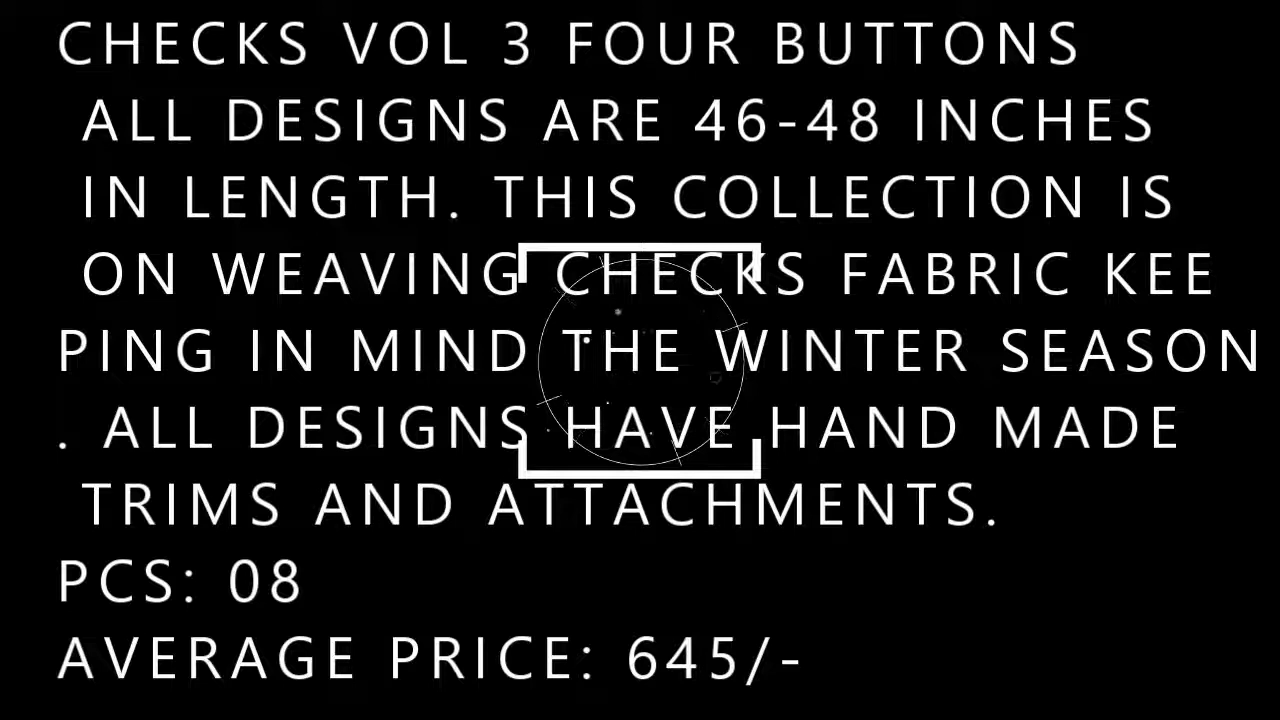 CHECKS VOL 3 FOUR BUTTONS
ALL DESIGNS ARE 46-48 INCHES
IN LENGTH. THIS COLLECTION IS
ON WEAVING CHECKS FABRIC KEE
PING IN MIND THE WINTER SEASON
. ALL DESIGNS HAVE HAND MADE
TRIMS AND ATTACHMENTS.
PCS: 08
AVERAGE PRICE: 645/-